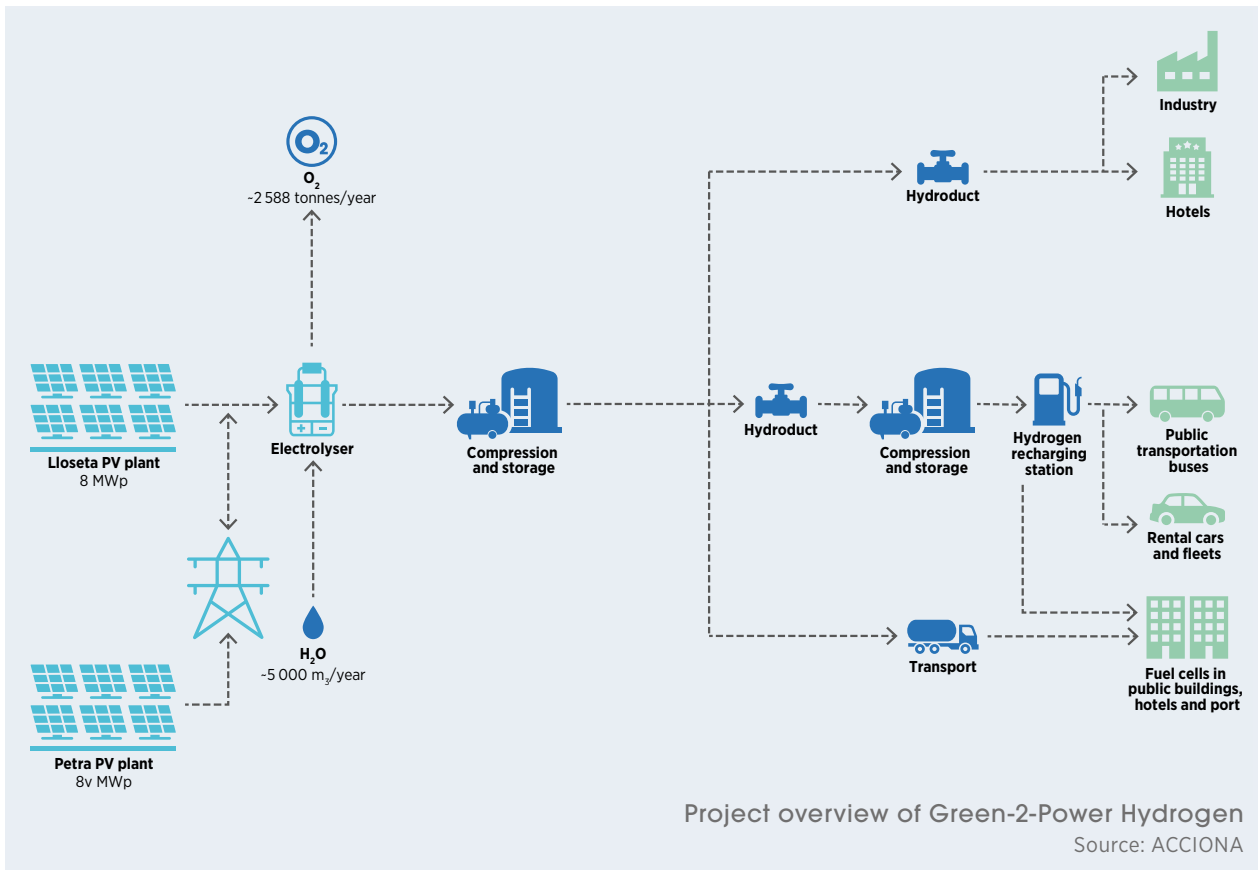 Industry
O₂
O₂
~2 588 tonnes/year
Hydroduct
Hotels
Lloseta PV plant
8 MWp
Electrolyser
Compression
and storage
Hydroduct
Compression
and storage
Hydrogen
recharging
station
Public
transportation
buses
Rental cars
and fleets
H₂O
~5 000 m₃/year
Transport
Fuel cells in
public buildings,
hotels and port
Petra PV plant
8v MWp
Project overview of Green-2-Power Hydrogen
Source: ACCIONA